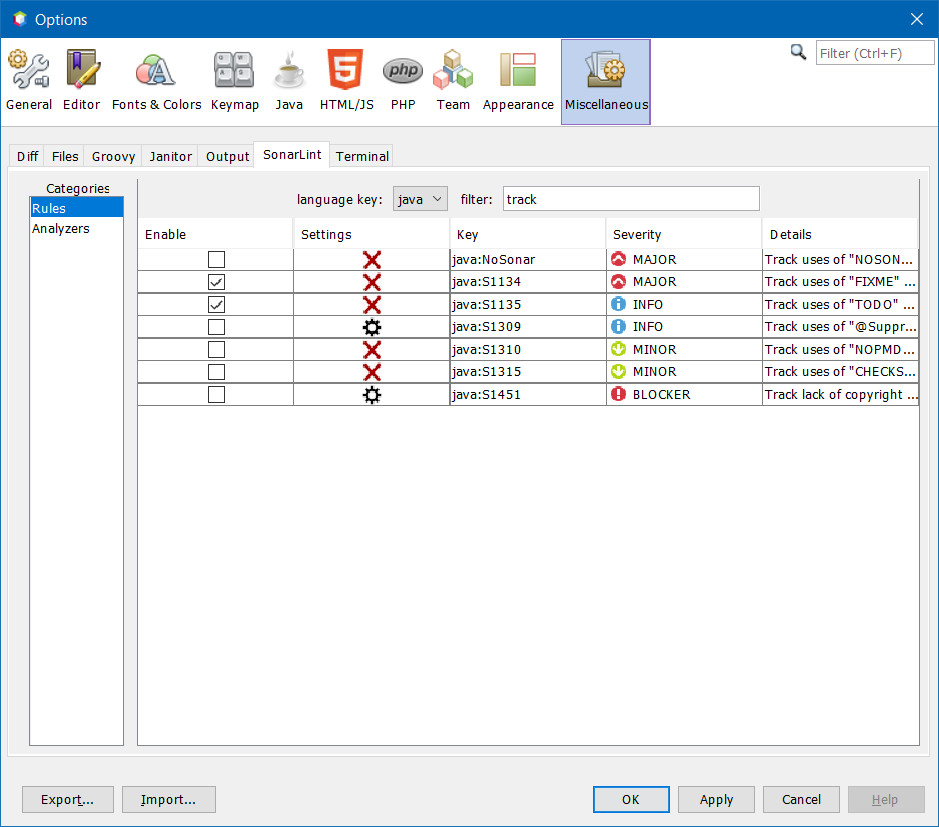 Options
Filter (Ctrl+F)
General Editor Fonts & Colors Keymap Java HTML/JS PHP Team Appearance Miscellaneous
Diff Files Groovy Janitor Output SonarLint Terminal
Categories
Rules
Analyzers
language key: java filter: track
Enable Settings Key Severity Details
java:NoSonar MAJOR Track uses of "NOSON...
java:S1134 MAJOR Track uses of "FIXME" ...
java:S1135 INFO Track uses of "TODO" ...
java:S1309 INFO Track uses of "@Suppr...
java:S1310 MINOR Track uses of "NOPMD...
java:S1315 MINOR Track uses of "CHECKS...
java:S1451 BLOCKER Track lack of copyright ...
Export... Import... OK Apply Cancel Help